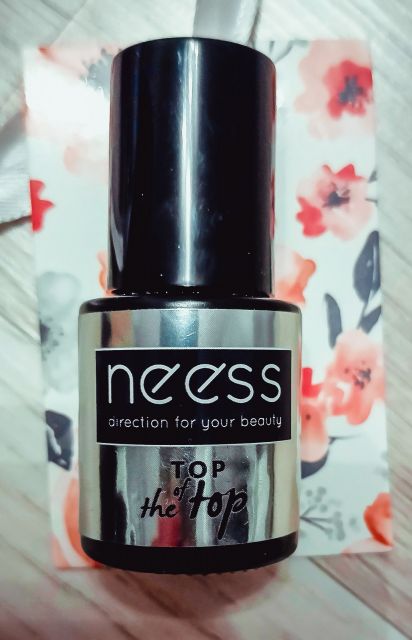 neess
direction for your beauty
TOP
of
the top